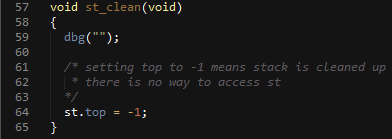 57 void st_clean(void)
58 {
59     dbg("");
60
61     /* setting top to -1 means stack is cleaned up
62      * there is no way to access st
63     */
64     st.top = -1;
65 }